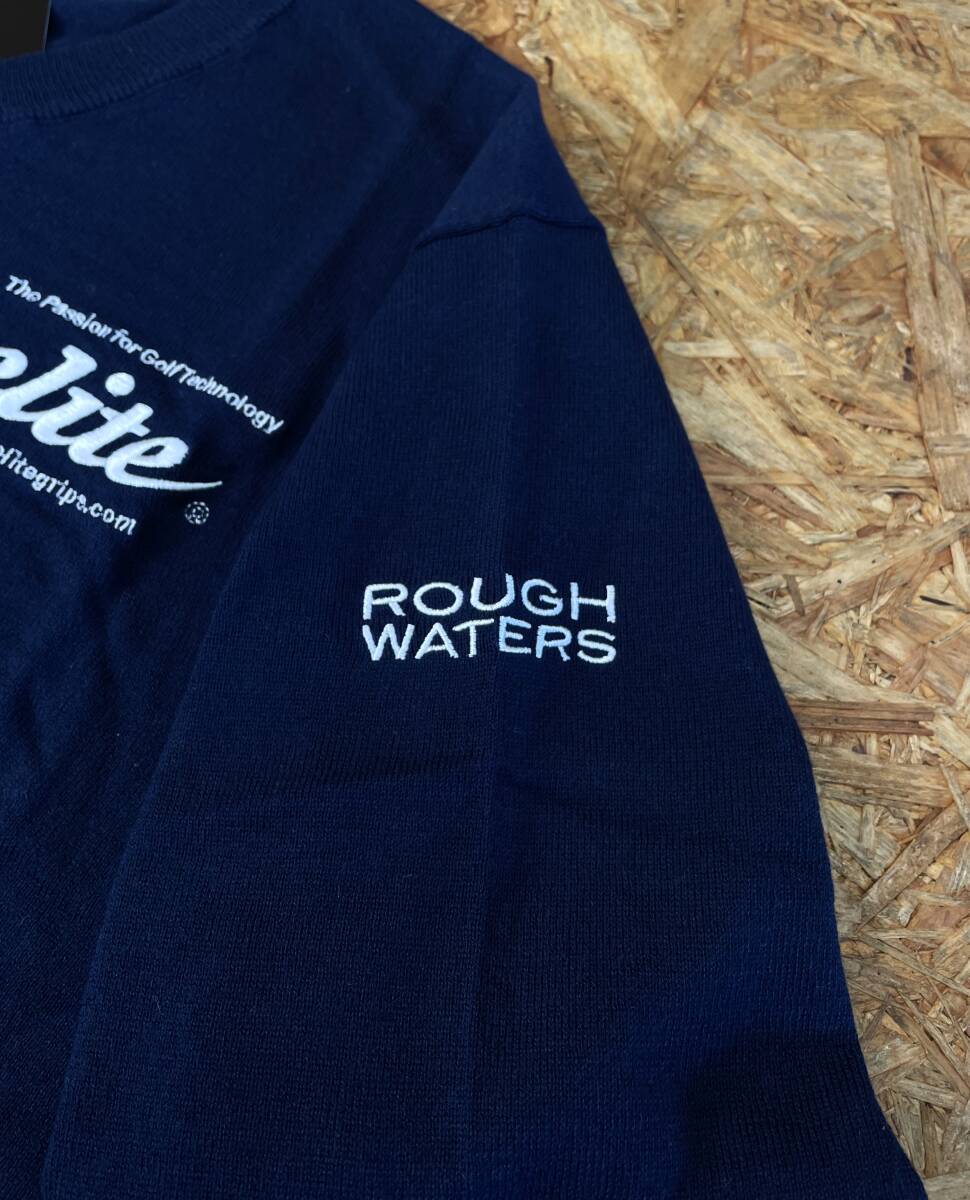 The Passion For Golf Technology
elite
elitegrips.com
®
ROUGH
WATERS